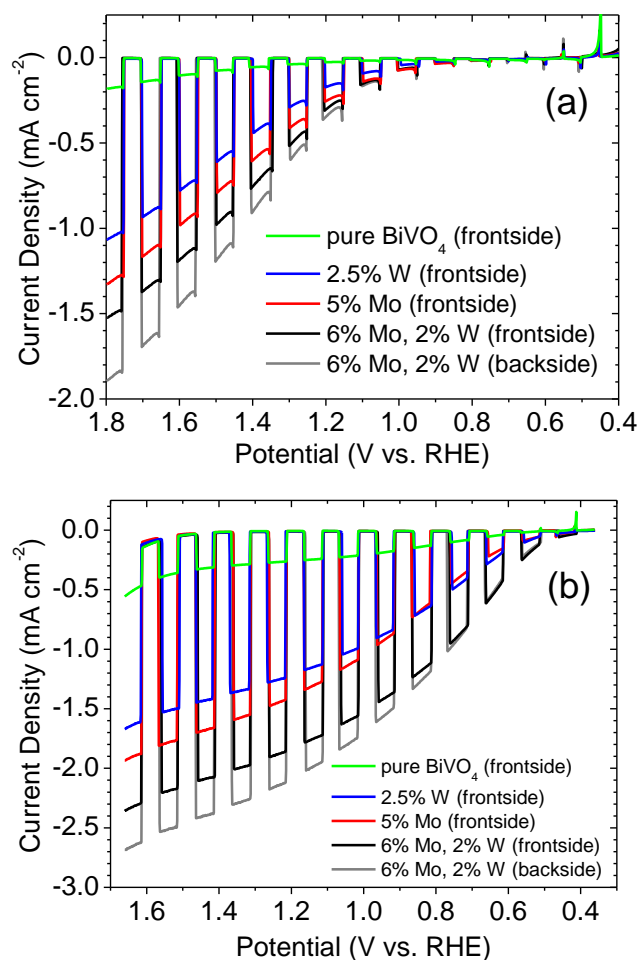 0.0
-0.5
-1.0
-1.5
-2.0
Current Density (mA cm⁻²)
(a)
pure BiVO₄ (frontside)
2.5% W (frontside)
5% Mo (frontside)
6% Mo, 2% W (frontside)
6% Mo, 2% W (backside)
1.8 1.6 1.4 1.2 1.0 0.8 0.6 0.4
Potential (V vs. RHE)
0.0
-0.5
-1.0
-1.5
-2.0
-2.5
-3.0
Current Density (mA cm⁻²)
(b)
pure BiVO₄ (frontside)
2.5% W (frontside)
5% Mo (frontside)
6% Mo, 2% W (frontside)
6% Mo, 2% W (backside)
1.6 1.4 1.2 1.0 0.8 0.6 0.4
Potential (V vs. RHE)